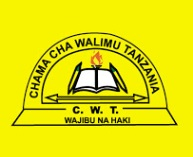 CHAMA CHA WALIMU TANZANIA
C. W. T.
WAJIBU NA HAKI